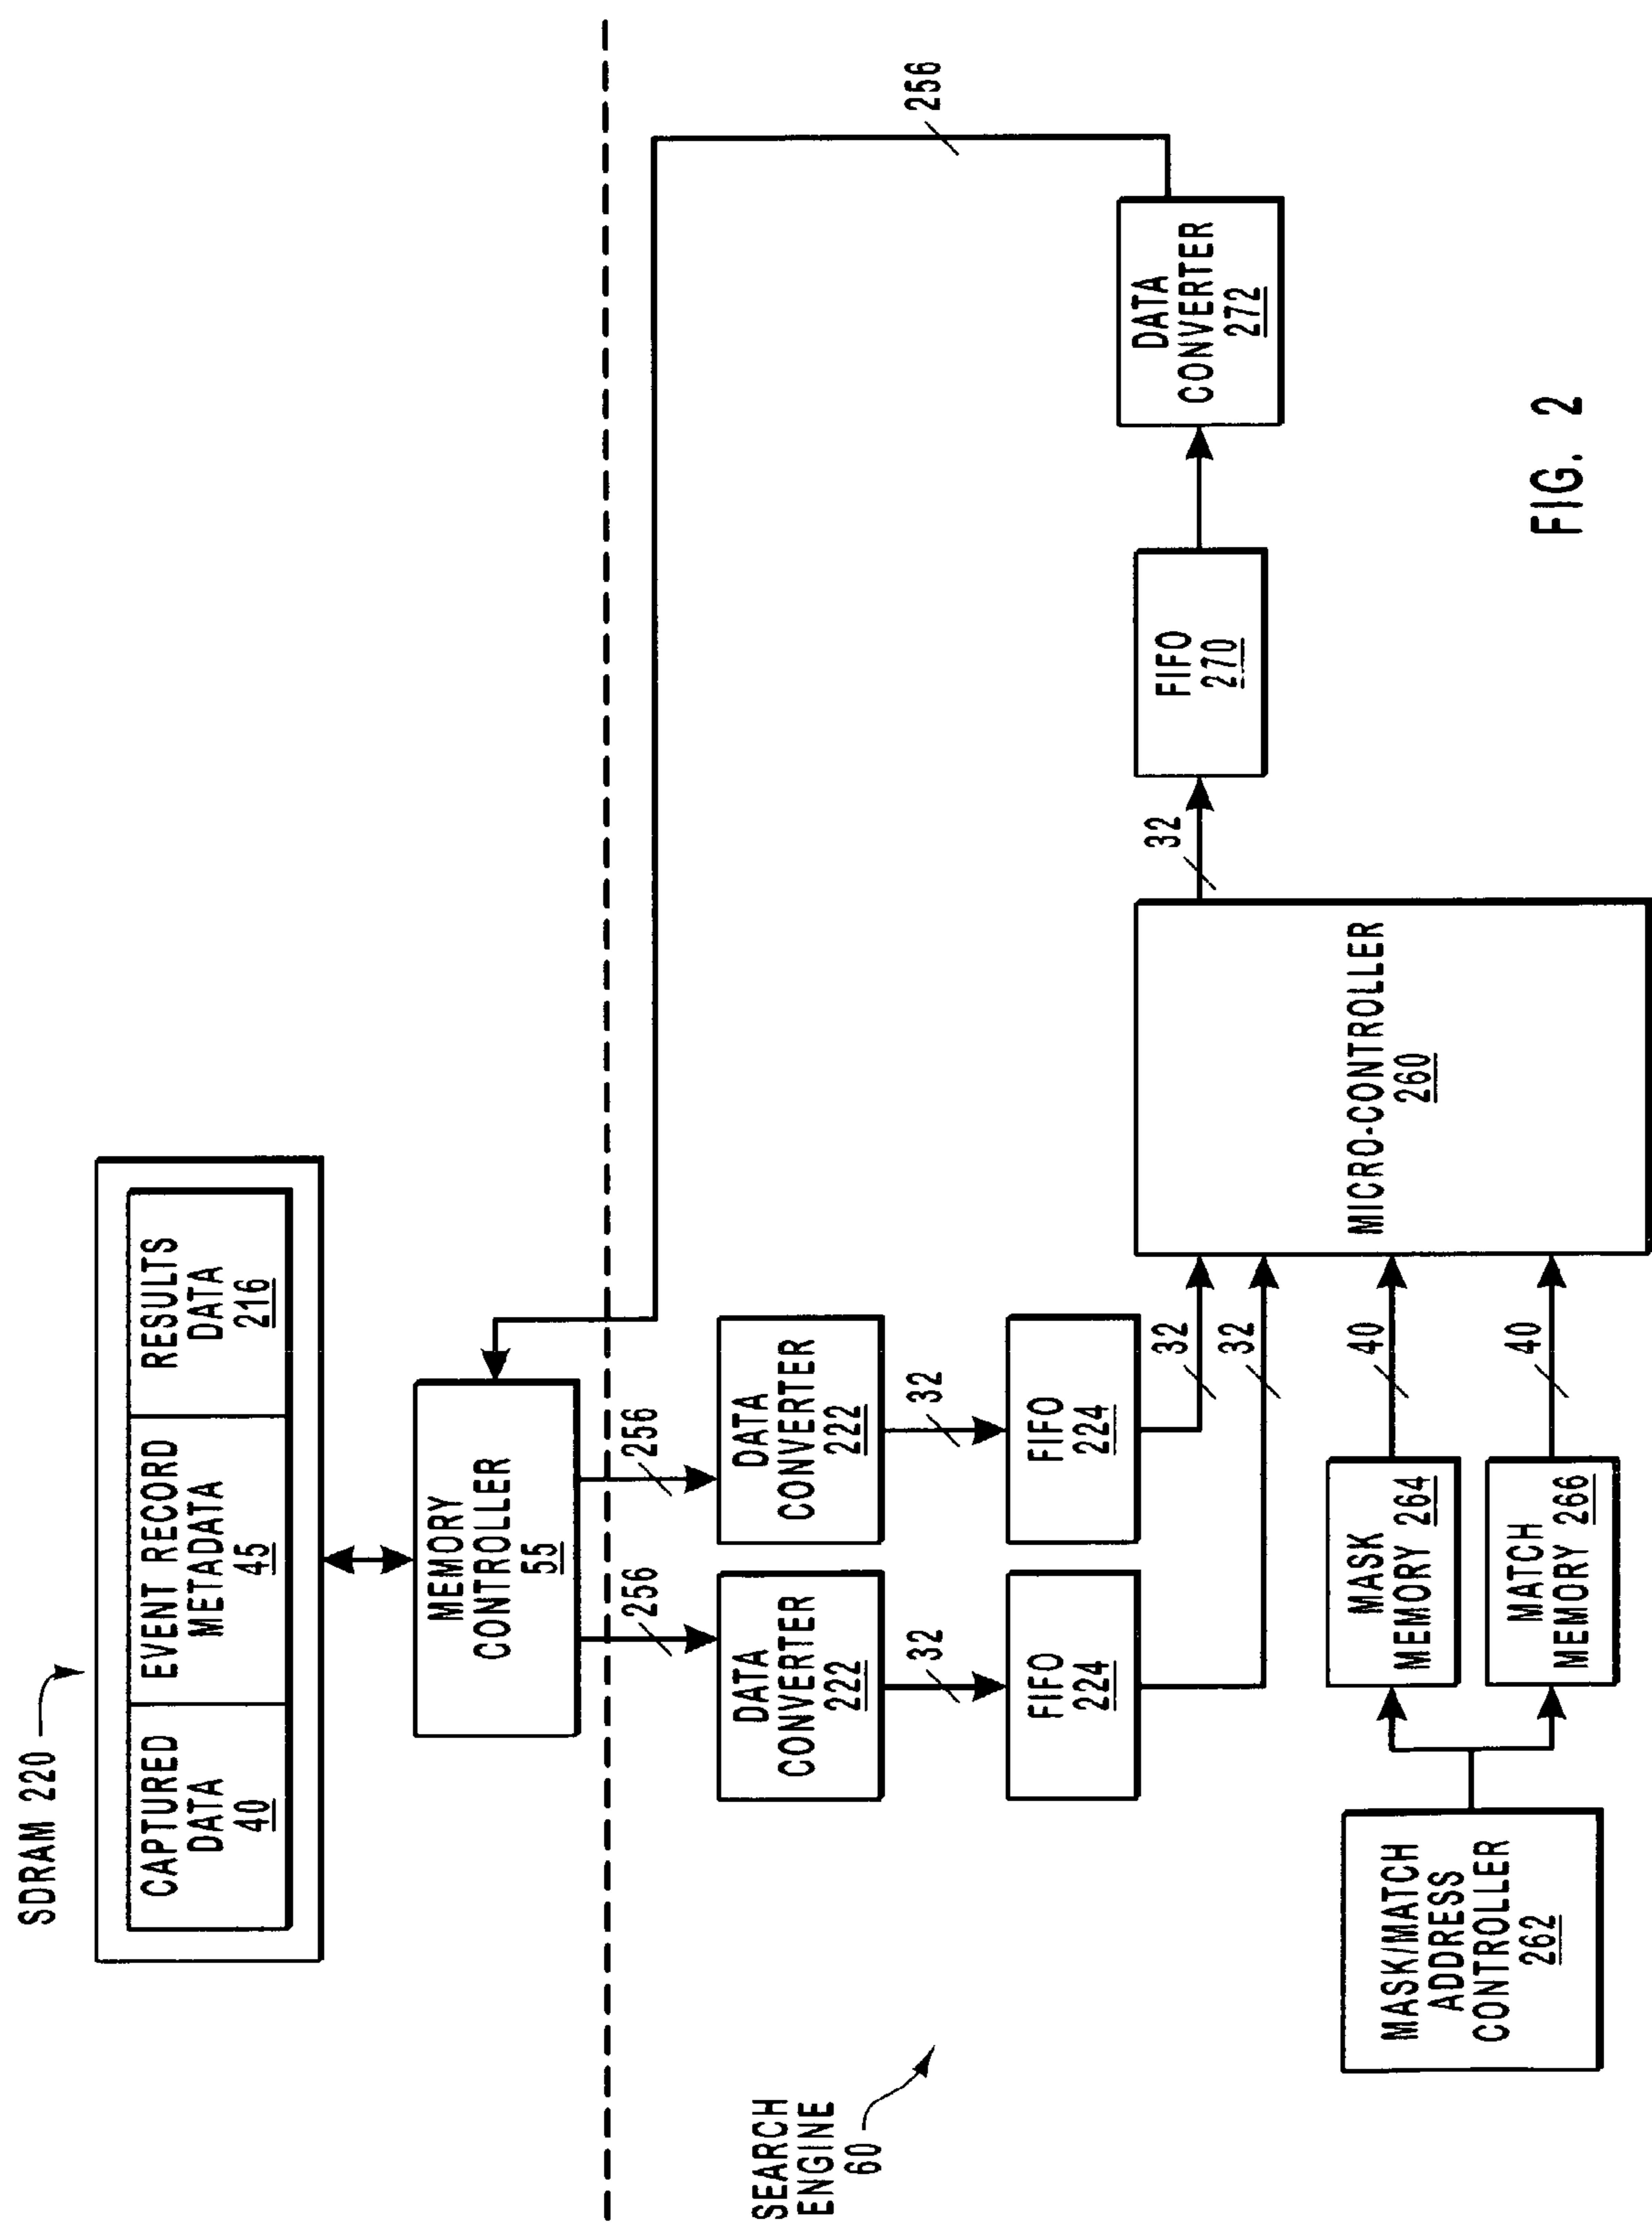 SDRAM 220
CAPTURED
DATA
40
EVENT RECORD
METADATA
45
RESULTS
DATA
216
MEMORY
CONTROLLER
55
256
256
256
SEARCH
ENGINE
60
DATA
CONVERTER
222
DATA
CONVERTER
222
32
32
FIFO
224
FIFO
224
32
32
MASK/MATCH
ADDRESS
CONTROLLER
262
MASK
MEMORY 264
MATCH
MEMORY 266
40
40
MICRO-CONTROLLER
260
32
FIFO
270
DATA
CONVERTER
272
FIG. 2